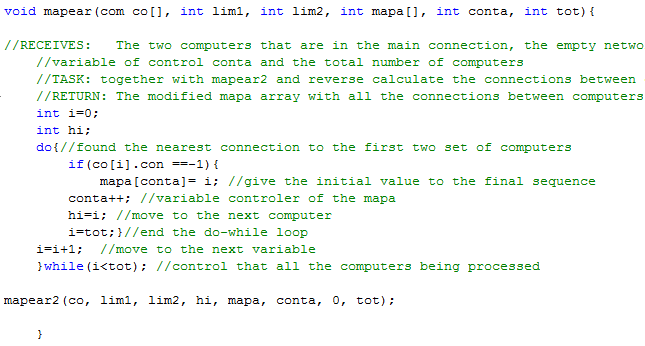 void mapear(com co[], int lim1, int lim2, int mapa[], int conta, int tot){
//RECEIVES:   The two computers that are in the main connection, the empty netwo
//variable of control conta and the total number of computers
//TASK: together with mapear2 and reverse calculate the connections between
//RETURN: The modified mapa array with all the connections between computers
int i=0;
int hi;
do{//found the nearest connection to the first two set of computers
if(co[i].con ==-1){
mapa[conta]= i; //give the initial value to the final sequence
conta++; //variable controler of the mapa
hi=i; //move to the next computer
i=tot;}//end the do-while loop
i=i+1;  //move to the next variable
}while(i<tot); //control that all the computers being processed
mapear2(co, lim1, lim2, hi, mapa, conta, 0, tot);
}